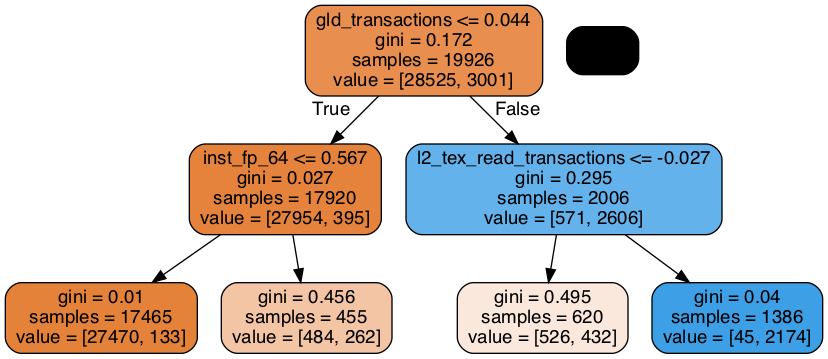 gld_transactions <= 0.044
gini = 0.172
samples = 19926
value = [28525, 3001]
True
False
inst_fp_64 <= 0.567
gini = 0.027
samples = 17920
value = [27954, 395]
l2_tex_read_transactions <= -0.027
gini = 0.295
samples = 2006
value = [571, 2606]
gini = 0.01
samples = 17465
value = [27470, 133]
gini = 0.456
samples = 455
value = [484, 262]
gini = 0.495
samples = 620
value = [526, 432]
gini = 0.04
samples = 1386
value = [45, 2174]